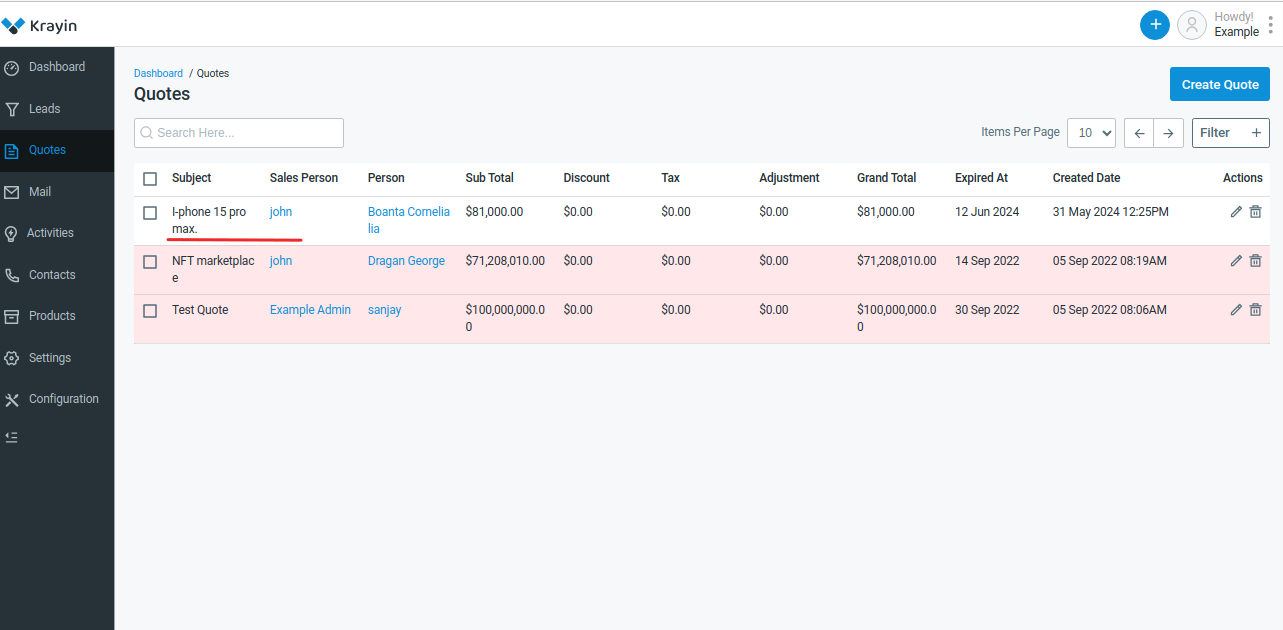 Krayin
Howdy!
Example
Dashboard
Leads
Quotes
Mail
Activities
Contacts
Products
Settings
Configuration
Dashboard / Quotes
Quotes
Create Quote
Search Here...
Items Per Page 10 Filter +
Subject Sales Person Person Sub Total Discount Tax Adjustment Grand Total Expired At Created Date Actions
I-phone 15 pro john Boanta Cornelia $81,000.00 $0.00 $0.00 $0.00 $81,000.00 12 Jun 2024 31 May 2024 12:25PM
max. lia
NFT marketplac john Dragan George $71,208,010.00 $0.00 $0.00 $0.00 $71,208,010.00 14 Sep 2022 05 Sep 2022 08:19AM
e
Test Quote Example Admin sanjay $100,000,000.0 $0.00 $0.00 $0.00 $100,000,000.0 30 Sep 2022 05 Sep 2022 08:06AM
0 0